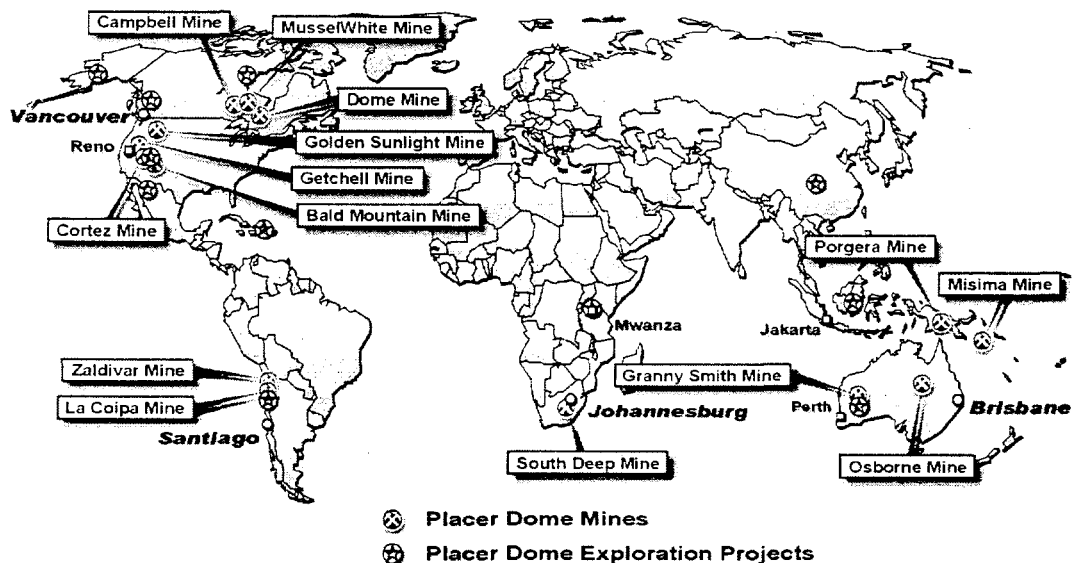 Campbell Mine
MusselWhite Mine
Dome Mine
Vancouver
Reno
Golden Sunlight Mine
Getchell Mine
Bald Mountain Mine
Cortez Mine
Porgera Mine
Misima Mine
Mwanza
Jakarta
Zaldivar Mine
La Coipa Mine
Santiago
Granny Smith Mine
Johannesburg
Perth
Brisbane
South Deep Mine
Osborne Mine
Placer Dome Mines
Placer Dome Exploration Projects